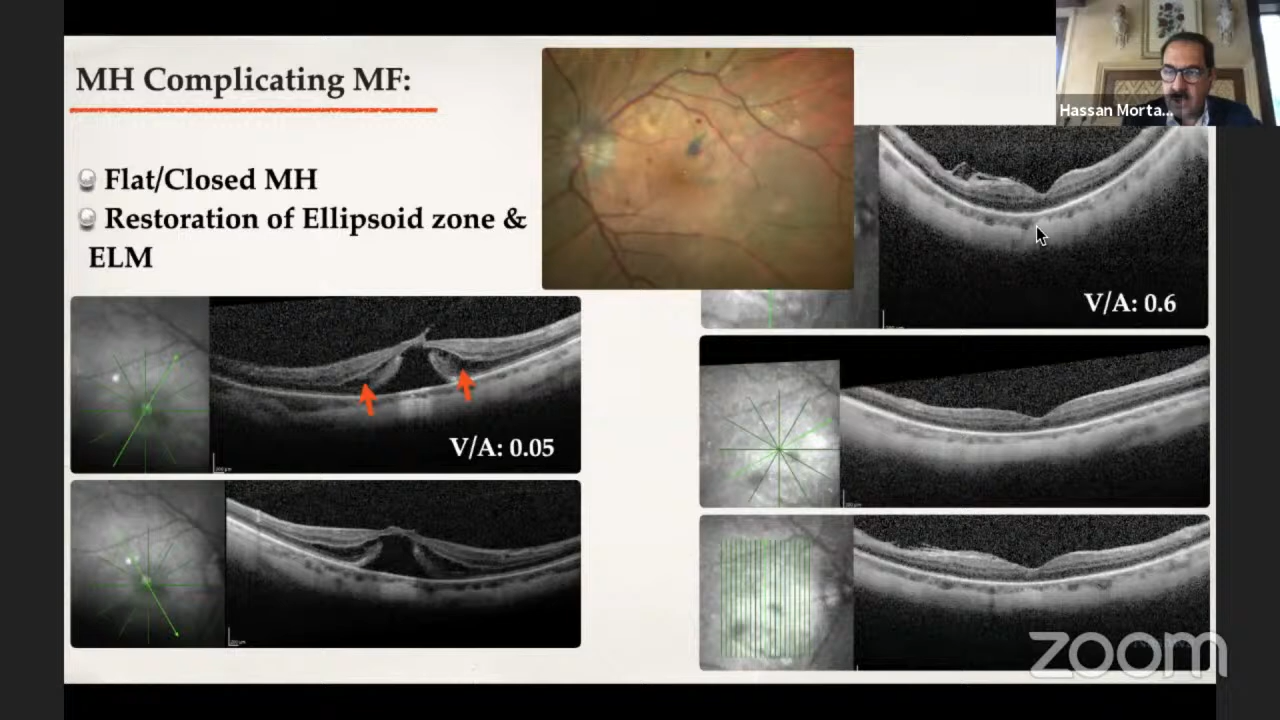 MH Complicating MF:
Flat/Closed MH
Restoration of Ellipsoid zone &
ELM
Hassan Morta...
V/A: 0.6
V/A: 0.05
zoom